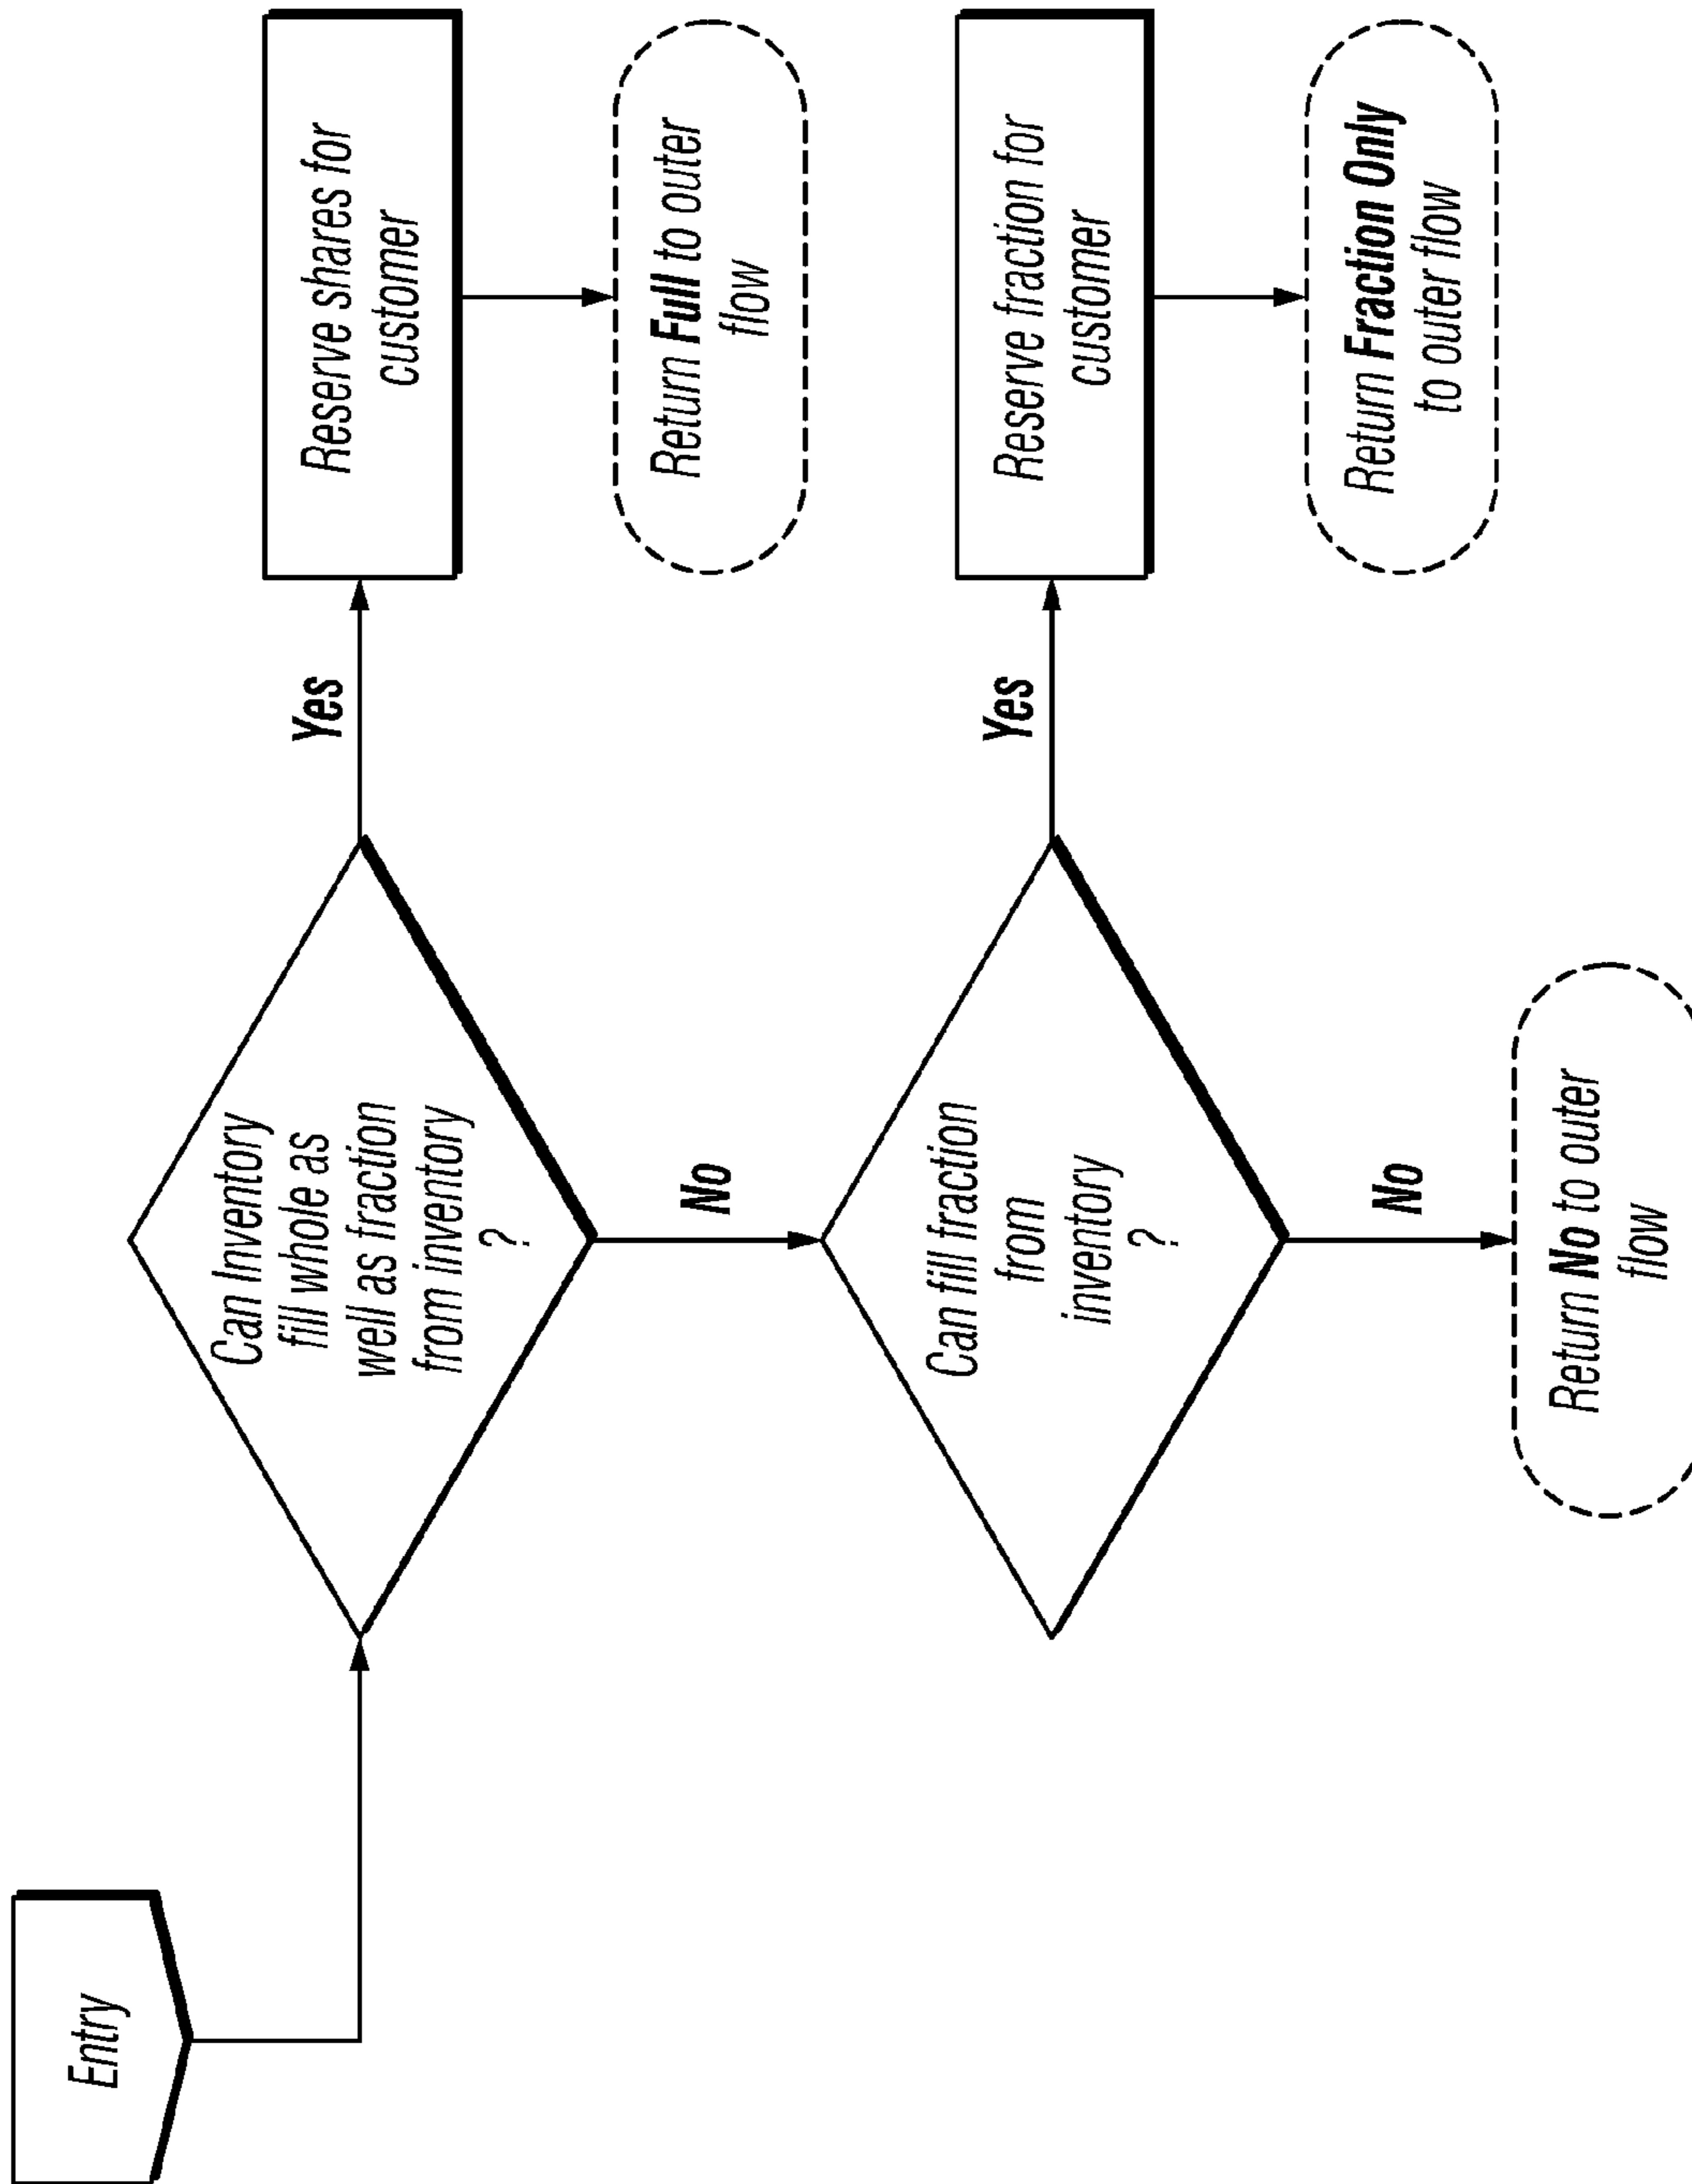 Entry
Can Inventory
fill whole as
well as fraction
from inventory
?
Yes
Reserve shares for
customer
Return Full to outer
flow
No
Can fill fraction
from
inventory
?
Yes
Reserve fraction for
customer
Return Fraction Only
to outer flow
No
Return No to outer
flow